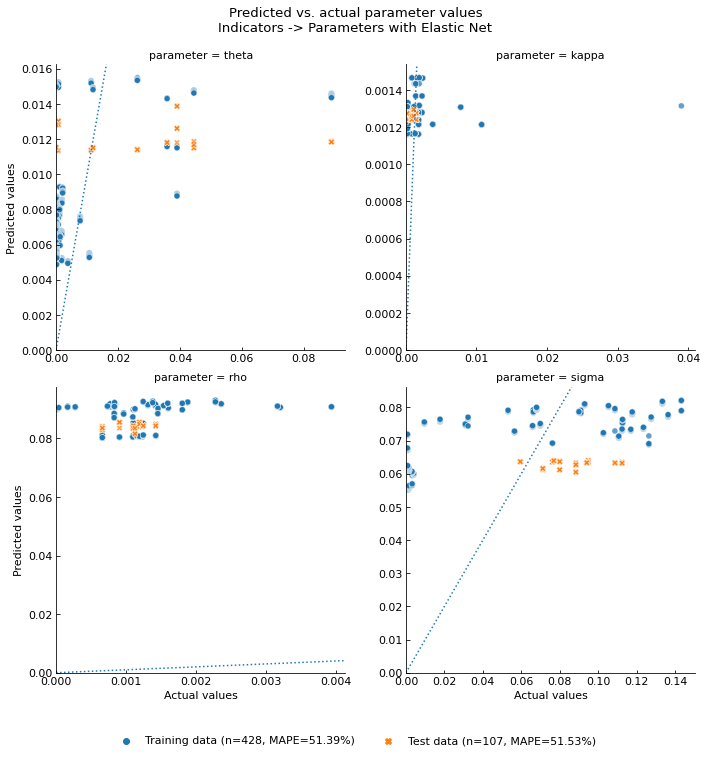 Predicted vs. actual parameter values
Indicators -> Parameters with Elastic Net
parameter = theta
parameter = kappa
0.016
0.014
0.012
0.010
0.008
0.006
0.004
0.002
0.000
Predicted values
0.00 0.02 0.04 0.06 0.08
0.0014
0.0012
0.0010
0.0008
0.0006
0.0004
0.0002
0.0000
0.00 0.01 0.02 0.03 0.04
parameter = rho
parameter = sigma
0.08
0.06
0.04
0.02
0.00
Predicted values
0.000 0.001 0.002 0.003 0.004
Actual values
0.08
0.07
0.06
0.05
0.04
0.03
0.02
0.01
0.00
0.00 0.02 0.04 0.06 0.08 0.10 0.12 0.14
Actual values
Training data (n=428, MAPE=51.39%)
Test data (n=107, MAPE=51.53%)